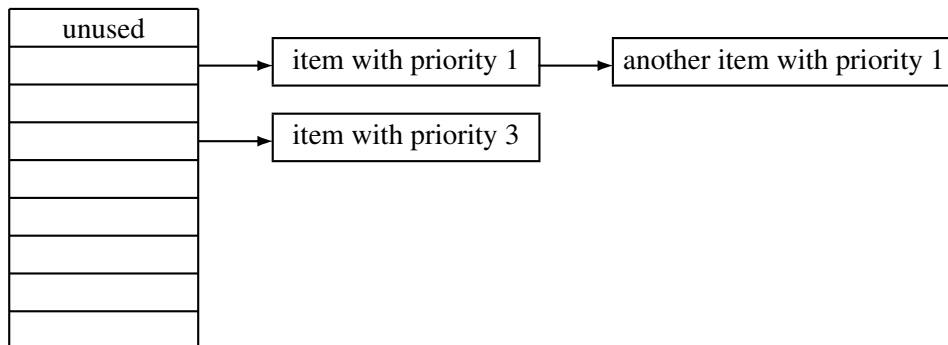 unused
item with priority 1
another item with priority 1
item with priority 3